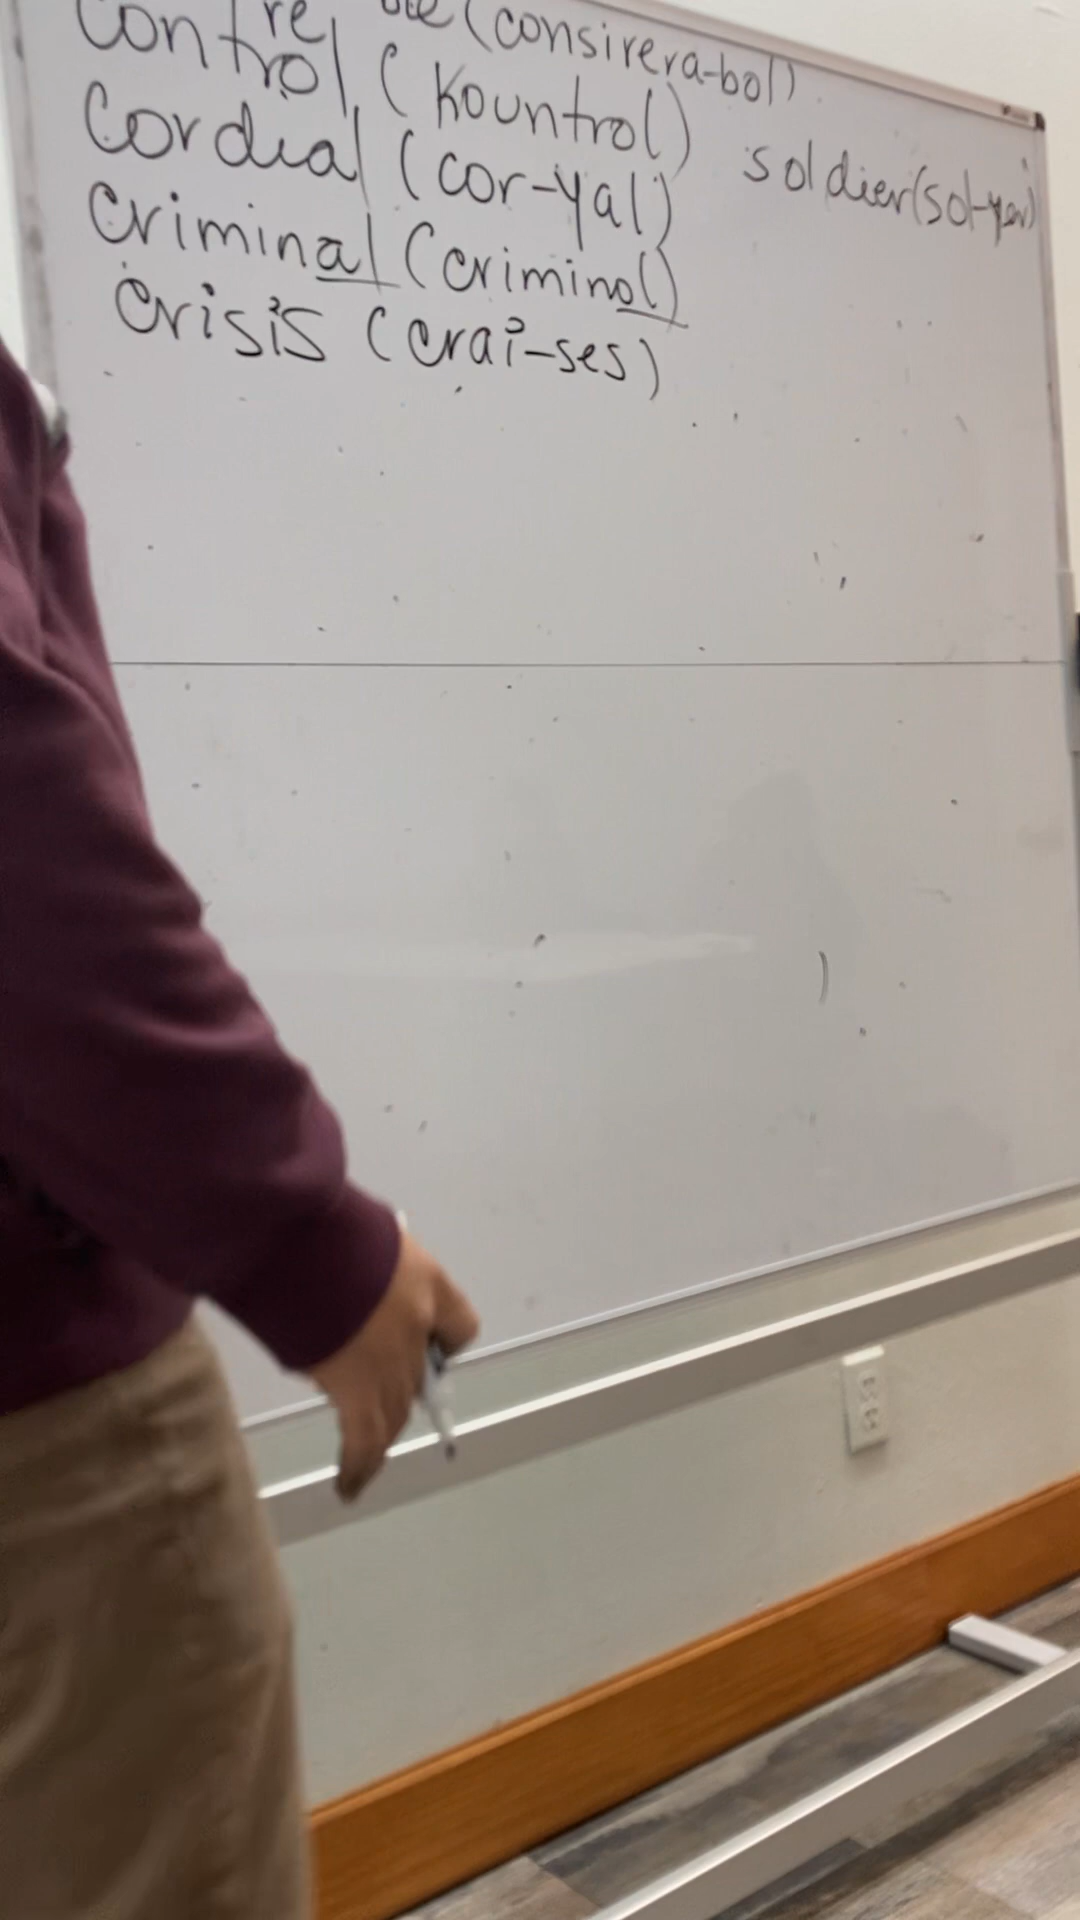 (consirera-bol)
Control (Kountrol)
Cordial (cor-yal)
soldier (sol-yer)
criminal (criminol)
crisis (crai-ses)